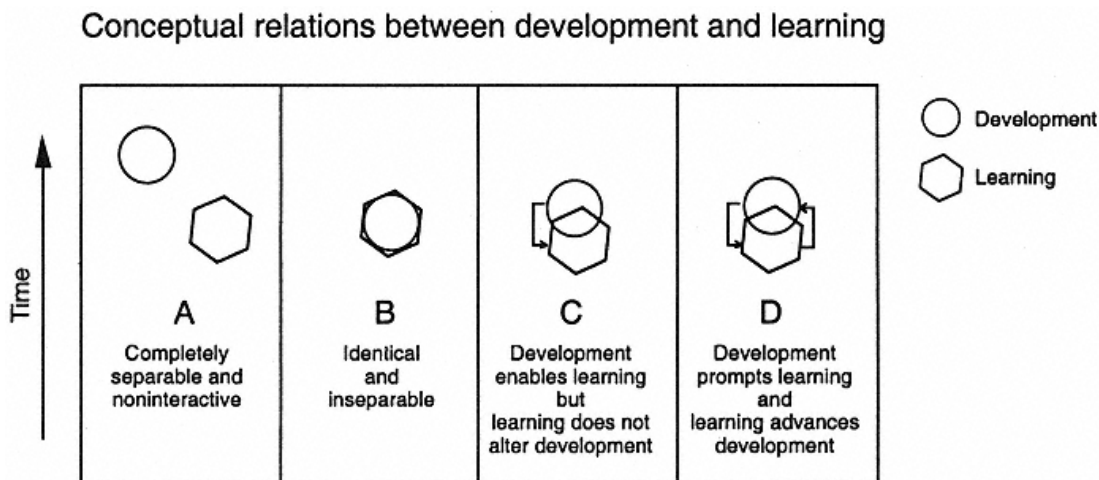 Conceptual relations between development and learning
Development
Learning
Time
A
Completely
separable and
noninteractive
B
Identical
and
inseparable
C
Development
enables learning
but
learning does not
alter development
D
Development
prompts learning
and
learning advances
development